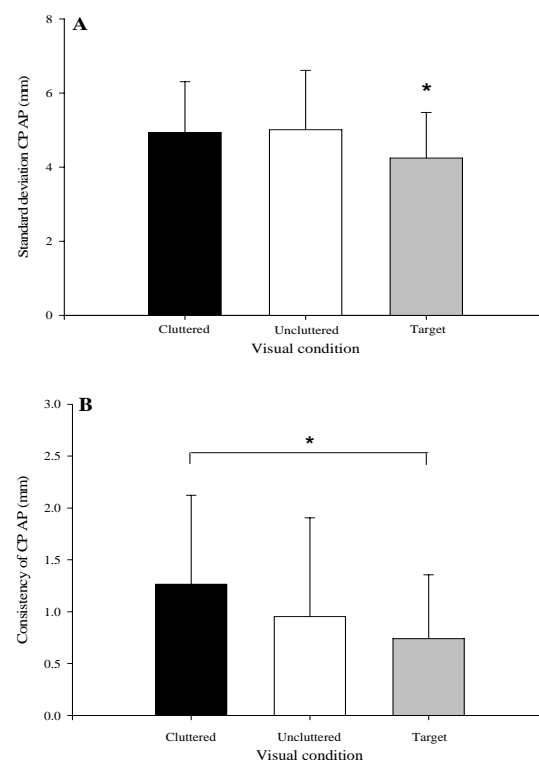 A
Standard deviation CP AP (mm)
8
6
4
2
0
*
Cluttered Uncluttered Target
Visual condition
B
Consistency of CP AP (mm)
3.0
2.5
2.0
1.5
1.0
0.5
0.0
*
Cluttered Uncluttered Target
Visual condition